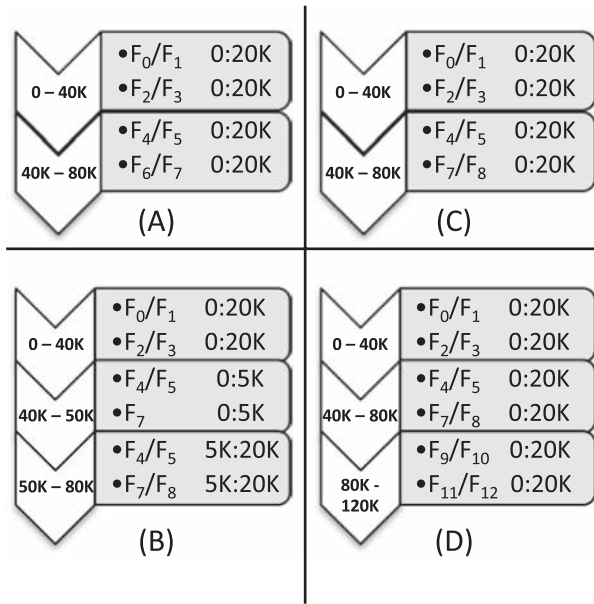 0 – 40K
•F0/F1 0:20K
•F2/F3 0:20K
40K – 80K
•F4/F5 0:20K
•F6/F7 0:20K
(A)
0 – 40K
•F0/F1 0:20K
•F2/F3 0:20K
40K – 80K
•F4/F5 0:20K
•F7/F8 0:20K
(C)
0 – 40K
•F0/F1 0:20K
•F2/F3 0:20K
40K – 50K
•F4/F5 0:5K
•F7 0:5K
50K – 80K
•F4/F5 5K:20K
•F7/F8 5K:20K
(B)
0 – 40K
•F0/F1 0:20K
•F2/F3 0:20K
40K – 80K
•F4/F5 0:20K
•F7/F8 0:20K
80K -
120K
•F9/F10 0:20K
•F11/F12 0:20K
(D)